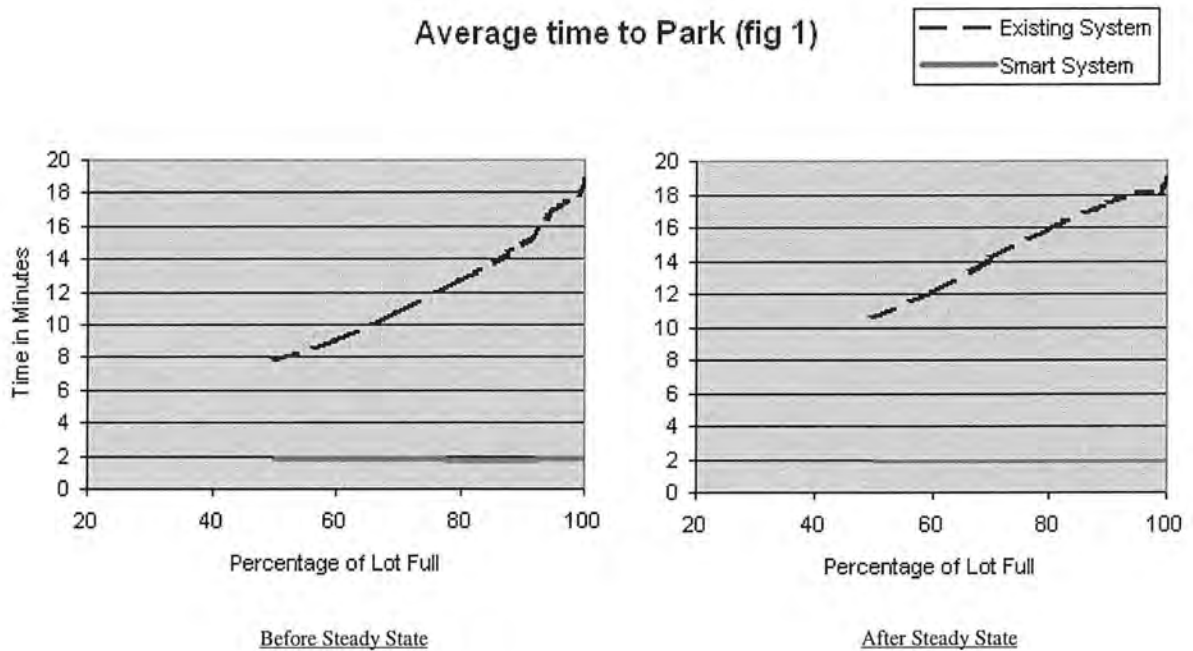 Average time to Park (fig 1)
Existing System
Smart System
Time in Minutes
20
18
16
14
12
10
8
6
4
2
0
20 40 60 80 100
Percentage of Lot Full
Before Steady State
20
18
16
14
12
10
8
6
4
2
0
20 40 60 80 100
Percentage of Lot Full
After Steady State